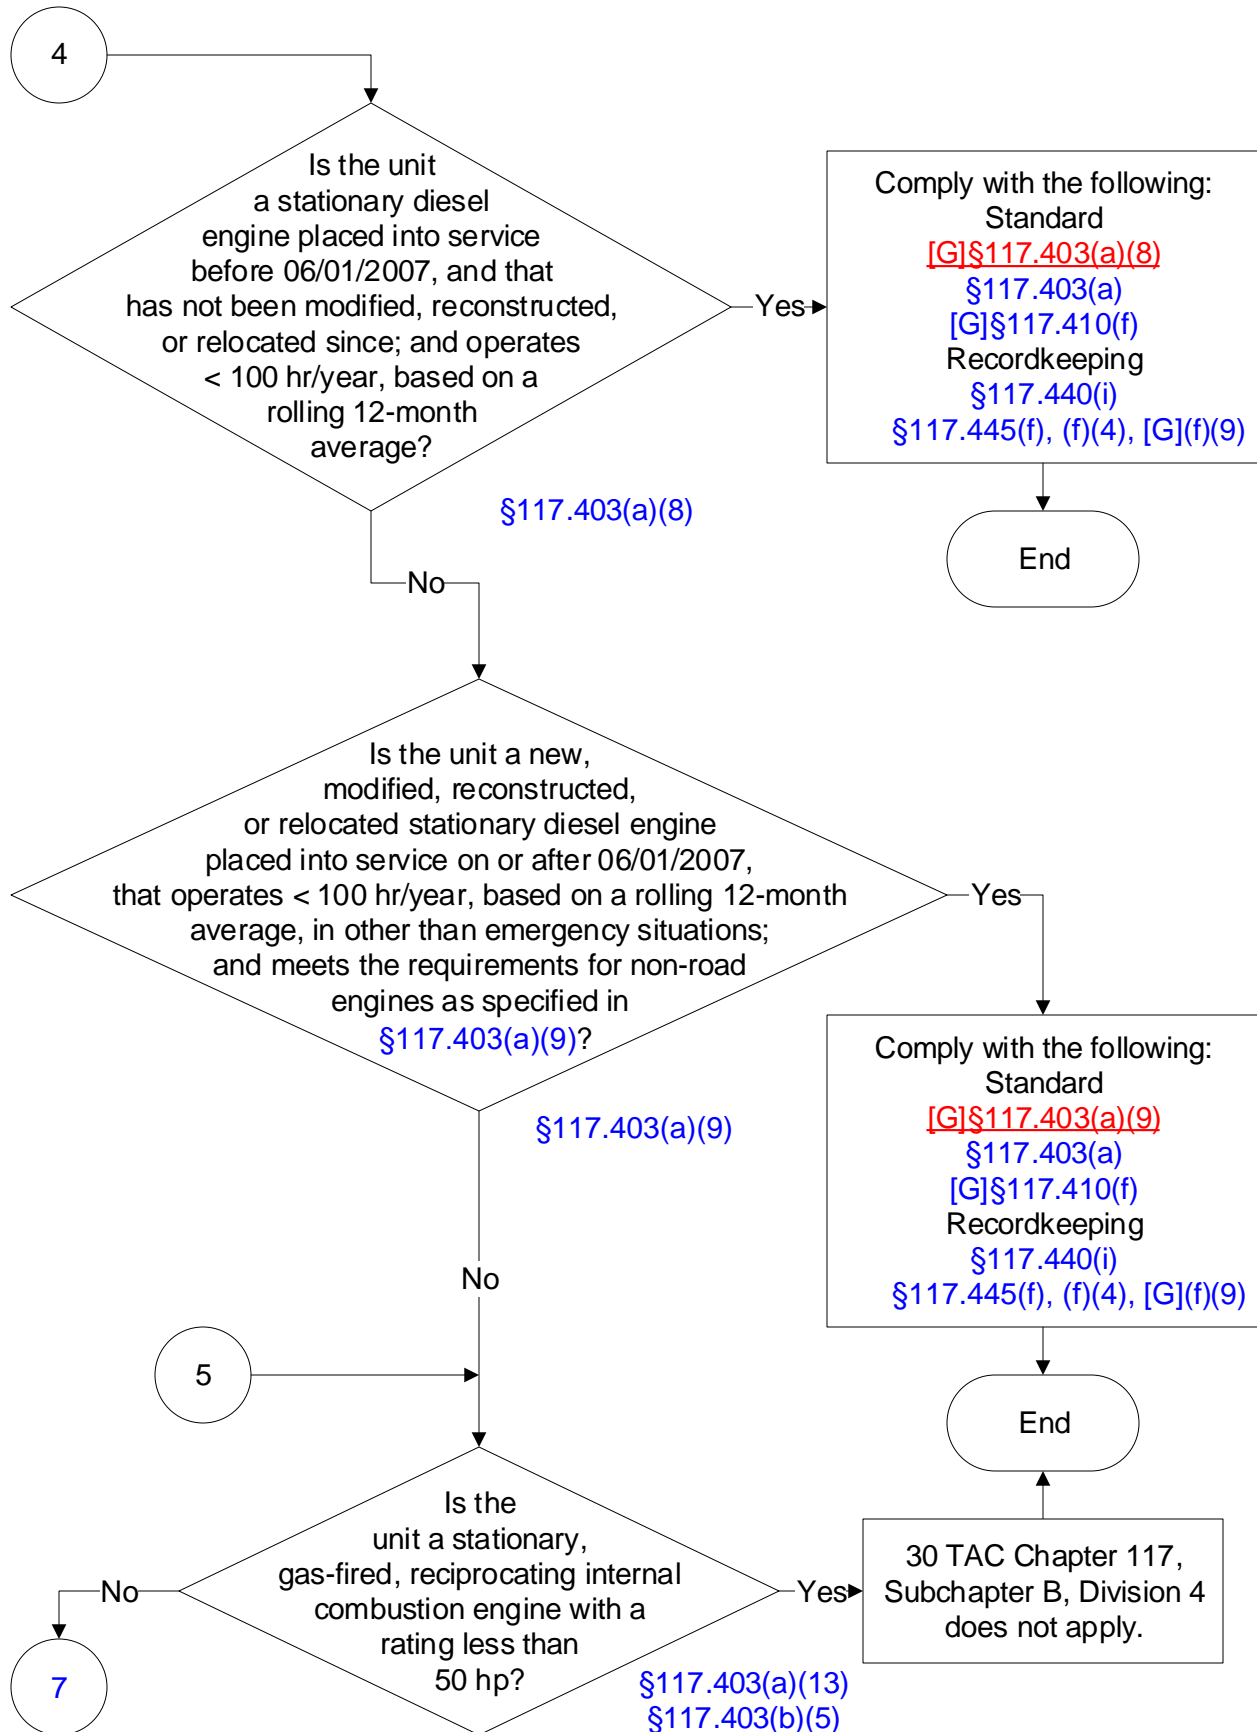 4
Is the unit
a stationary diesel
engine placed into service
before 06/01/2007, and that
has not been modified, reconstructed,
or relocated since; and operates
< 100 hr/year, based on a
rolling 12-month
average?
Yes
§117.403(a)(8)
No
Comply with the following:
Standard
[G]§117.403(a)(8)
§117.403(a)
[G]§117.410(f)
Recordkeeping
§117.440(i)
§117.445(f), (f)(4), [G](f)(9)
End
Is the unit a new,
modified, reconstructed,
or relocated stationary diesel engine
placed into service on or after 06/01/2007,
that operates < 100 hr/year, based on a rolling 12-month
average, in other than emergency situations;
and meets the requirements for non-road
engines as specified in
§117.403(a)(9)?
Yes
§117.403(a)(9)
No
Comply with the following:
Standard
[G]§117.403(a)(9)
§117.403(a)
[G]§117.410(f)
Recordkeeping
§117.440(i)
§117.445(f), (f)(4), [G](f)(9)
End
5
Is the
unit a stationary,
gas-fired, reciprocating internal
combustion engine with a
rating less than
50 hp?
No
Yes
7
§117.403(a)(13)
§117.403(b)(5)
30 TAC Chapter 117,
Subchapter B, Division 4
does not apply.